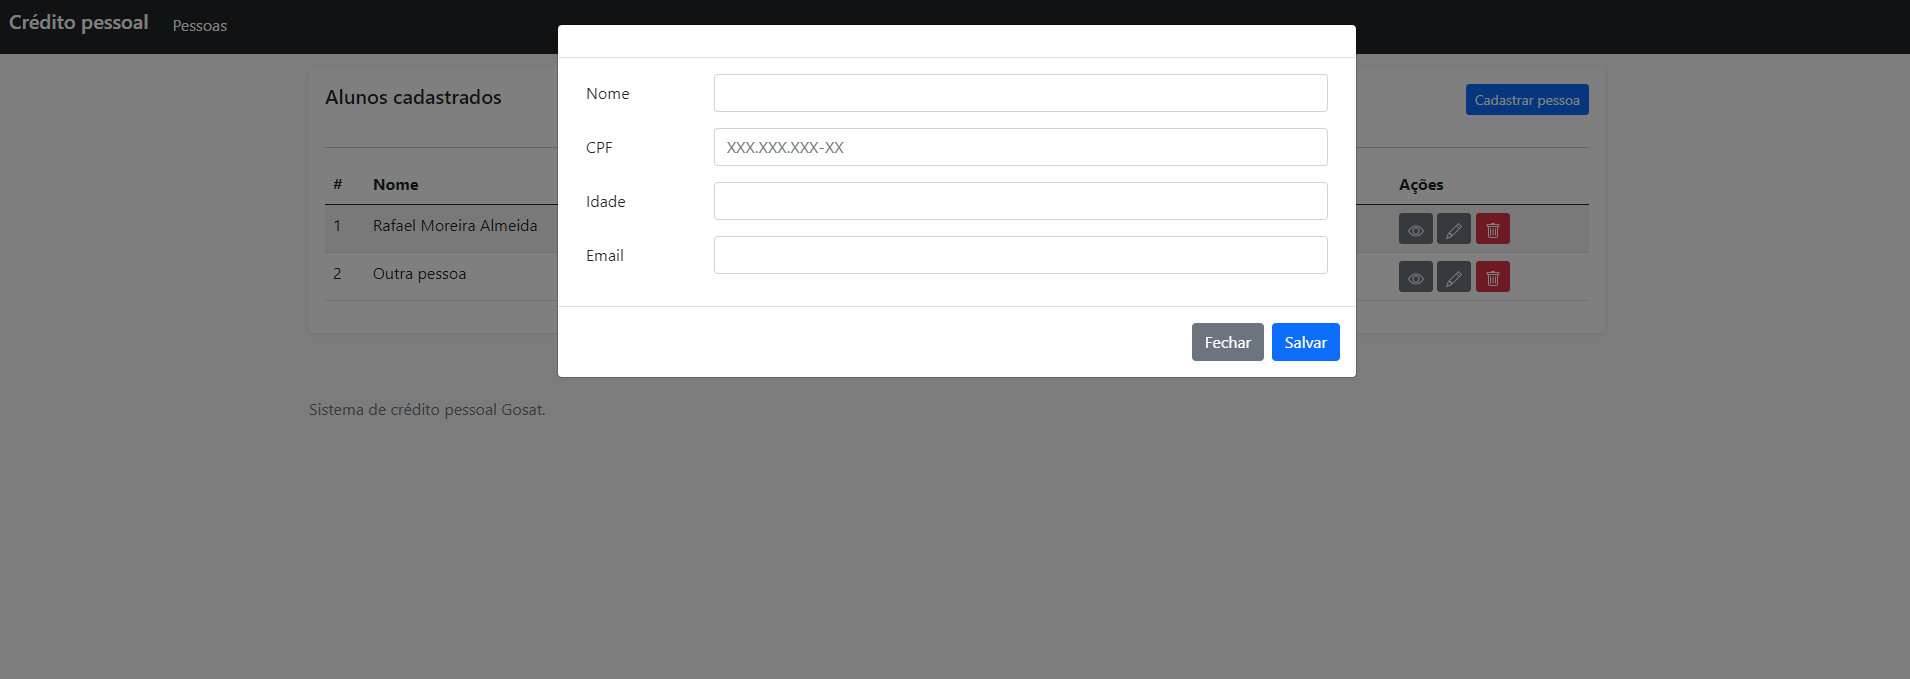 Crédito pessoal Pessoas
Nome
CPF XXX.XXX.XXX-XX
Idade
Email
Fechar Salvar
Alunos cadastrados Cadastrar pessoa
# Nome Ações
1 Rafael Moreira Almeida
2 Outra pessoa
Sistema de crédito pessoal Gosat.